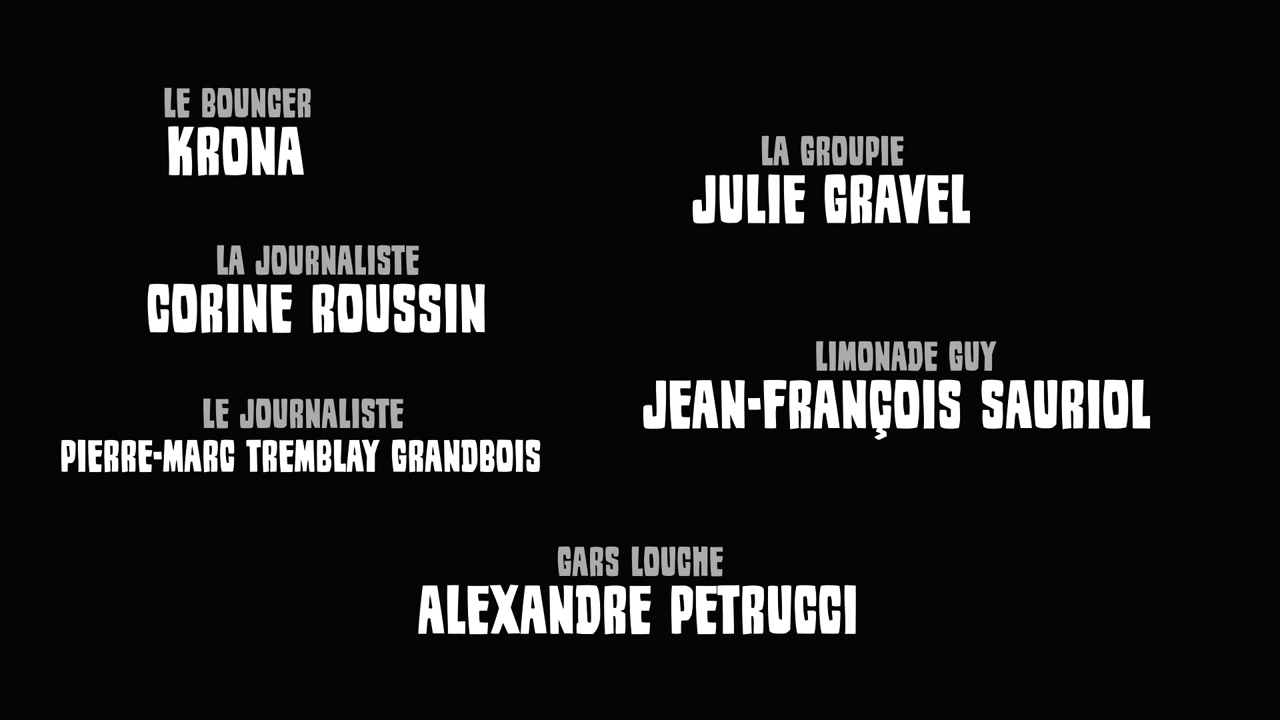 LE BOUNCER
KRONA
LA GROUPIE
JULIE GRAVEL
LA JOURNALISTE
CORINE ROUSSIN
LIMONADE GUY
JEAN-FRANÇOIS SAURIOL
LE JOURNALISTE
PIERRE-MARC TREMBLAY GRANDBOIS
GARS LOUCHE
ALEXANDRE PETRUCCI